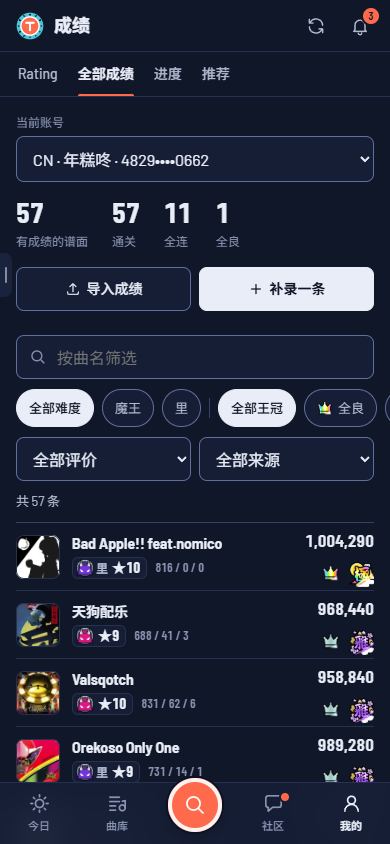 T 成绩 3
Rating 全部成绩 进度 推荐
当前账号
CN · 年糕咚 · 4829••••0662
57 57 11 1
有成绩的谱面 通关 全连 全良
导入成绩 + 补录一条
按曲名筛选
全部难度 魔王 里 全部王冠 全良
全部评价 全部来源
共 57 条
Bad Apple!! feat.nomico 1,004,290
里 ★10 816 / 0 / 0
天狗配乐 968,440
★9 688 / 41 / 3
Valsqotch 958,840
★10 831 / 62 / 6
Orekoso Only One 989,280
里 ★9 731 / 14 / 1
今日 曲库 社区 我的